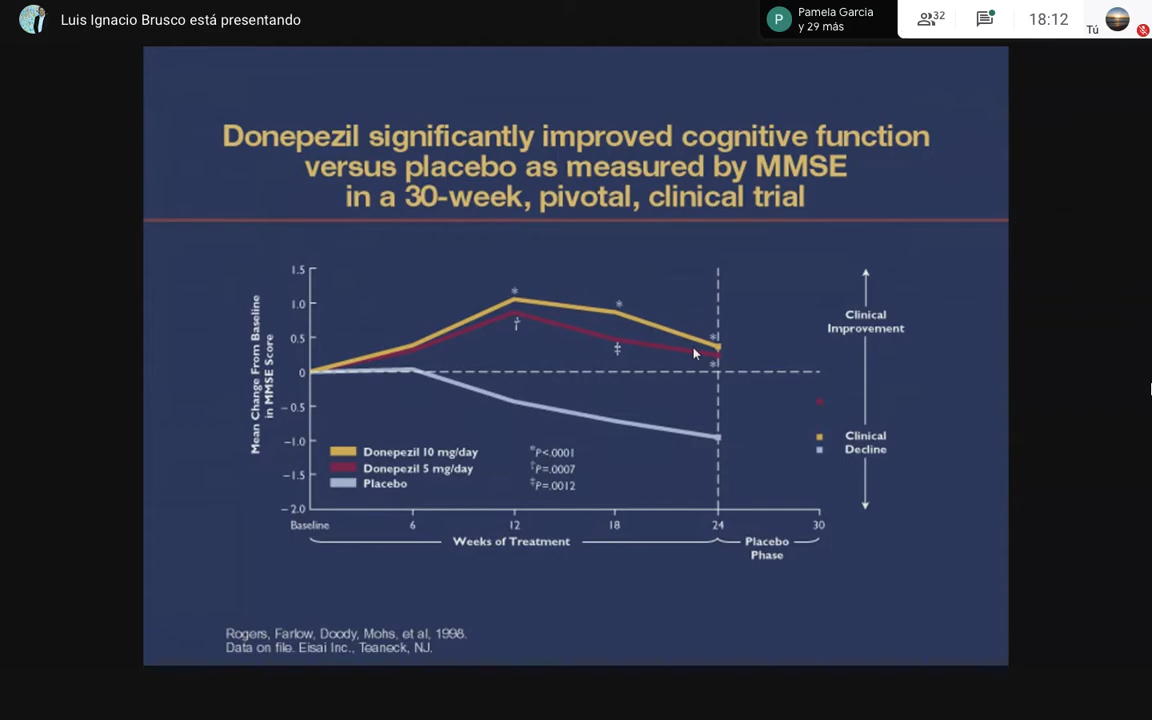 Luis Ignacio Brusco está presentando
P
Pamela Garcia
y 29 más
32
18:12
Tú
Donepezil significantly improved cognitive function
versus placebo as measured by MMSE
in a 30-week, pivotal, clinical trial
Mean Change From Baseline
in MMSE Score
1.5
1.0
0.5
0
−0.5
−1.0
−1.5
−2.0
* † * ‡ * *
Donepezil 10 mg/day
Donepezil 5 mg/day
Placebo
*P<.0001
†P=.0007
‡P=.0012
Baseline 6 12 18 24 30
Weeks of Treatment
Placebo
Phase
Clinical
Improvement
Clinical
Decline
Rogers, Farlow, Doody, Mohs, et al, 1998.
Data on file. Eisai Inc., Teaneck, NJ.